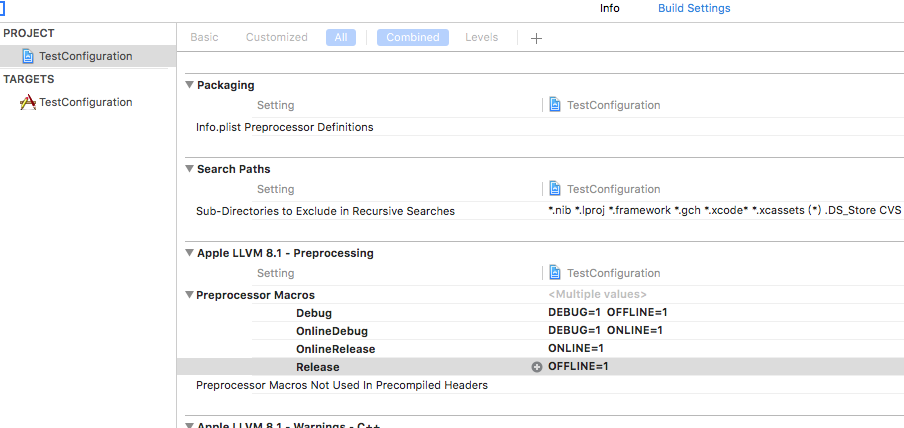 Info Build Settings
PROJECT
TestConfiguration
TARGETS
TestConfiguration
Basic Customized All Combined Levels +
Packaging
Setting TestConfiguration
Info.plist Preprocessor Definitions
Search Paths
Setting TestConfiguration
Sub-Directories to Exclude in Recursive Searches *.nib *.lproj *.framework *.gch *.xcode* *.xcassets (*) .DS_Store CVS
Apple LLVM 8.1 - Preprocessing
Setting TestConfiguration
Preprocessor Macros <Multiple values>
Debug DEBUG=1 OFFLINE=1
OnlineDebug DEBUG=1 ONLINE=1
OnlineRelease ONLINE=1
Release OFFLINE=1
Preprocessor Macros Not Used In Precompiled Headers
Apple LLVM 8.1 - Warnings - C++